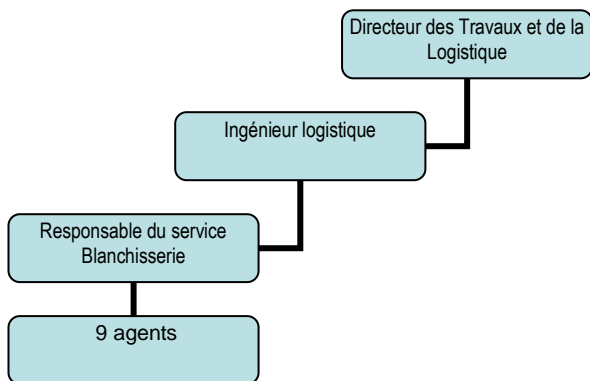 Directeur des Travaux et de la
Logistique
Ingénieur logistique
Responsable du service
Blanchisserie
9 agents